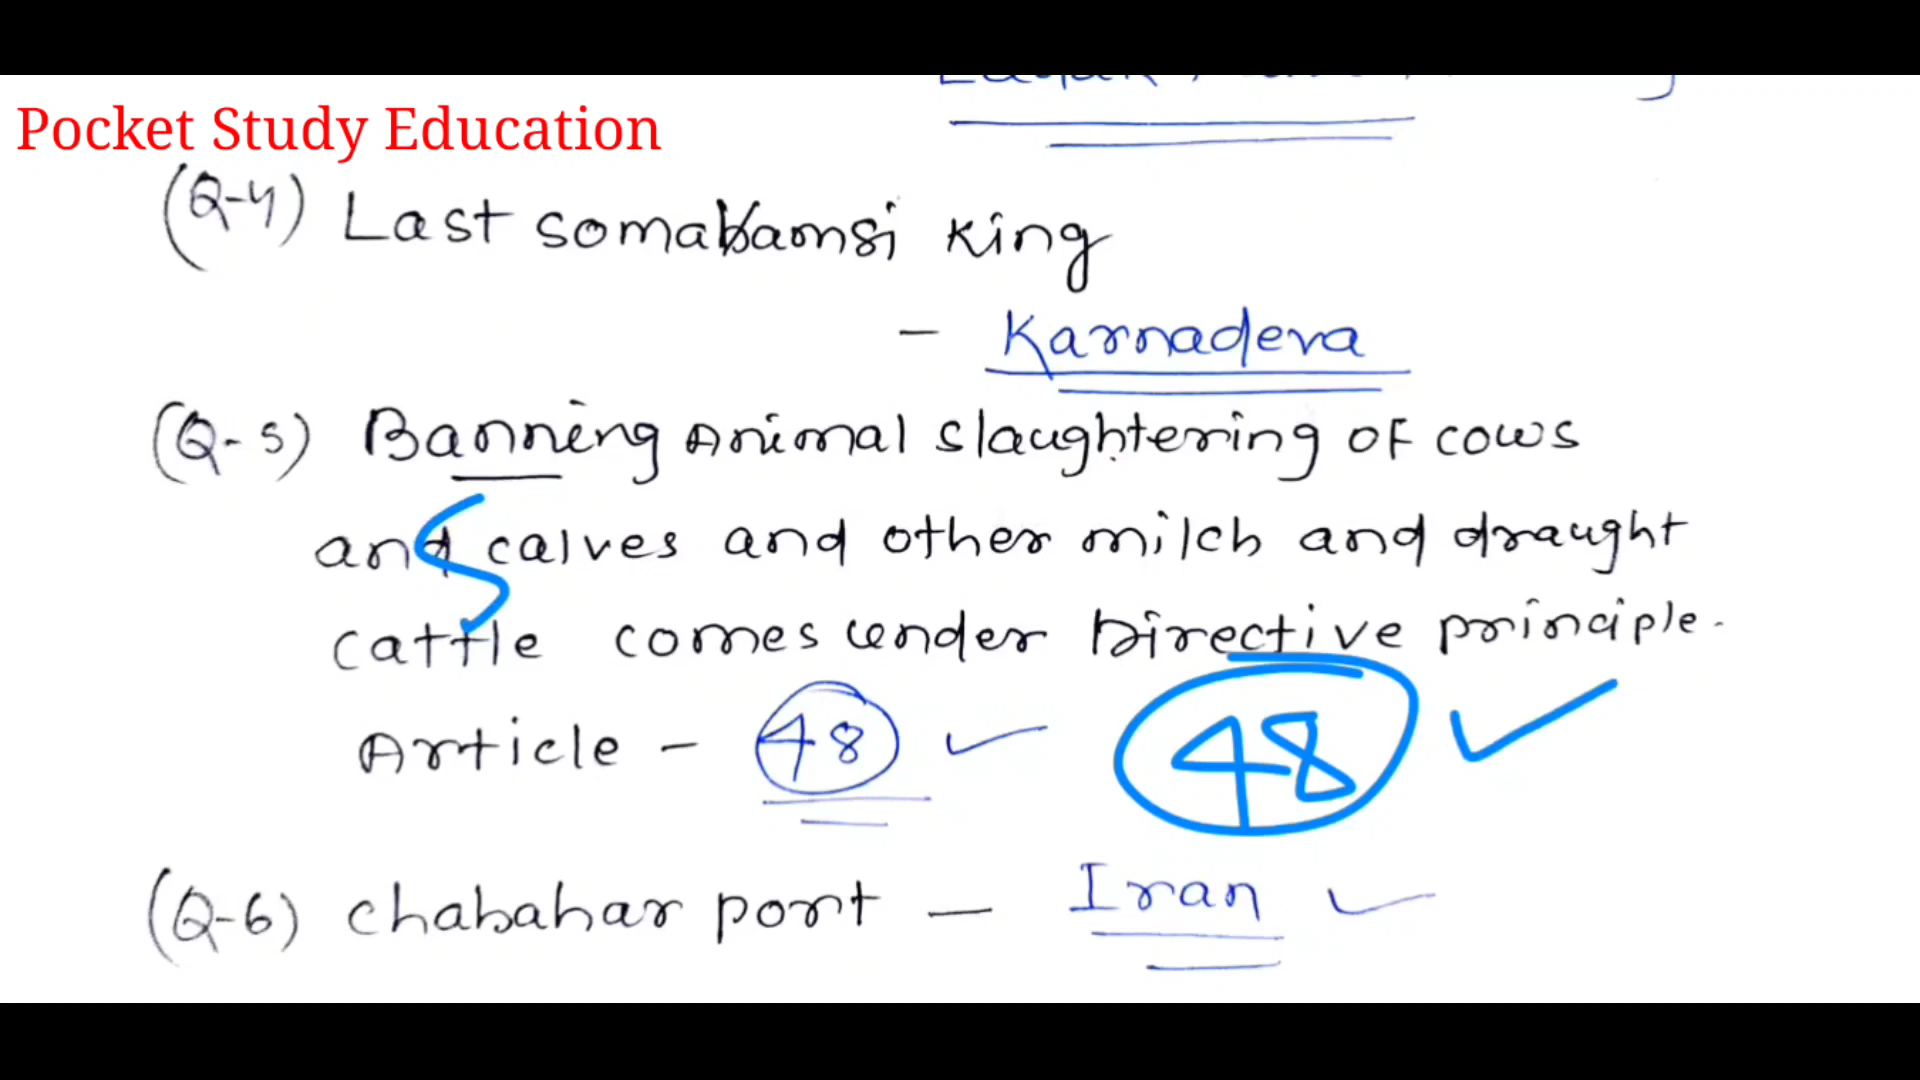 Pocket Study Education
(Q-4) Last somaVamsi King
- Karnadeva
(Q-5) Banning Animal slaughtering OF cows
and calves and other milch and draught
cattle comes under Directive principle.
Article - 48 48
(Q-6) chabahar port - Iran